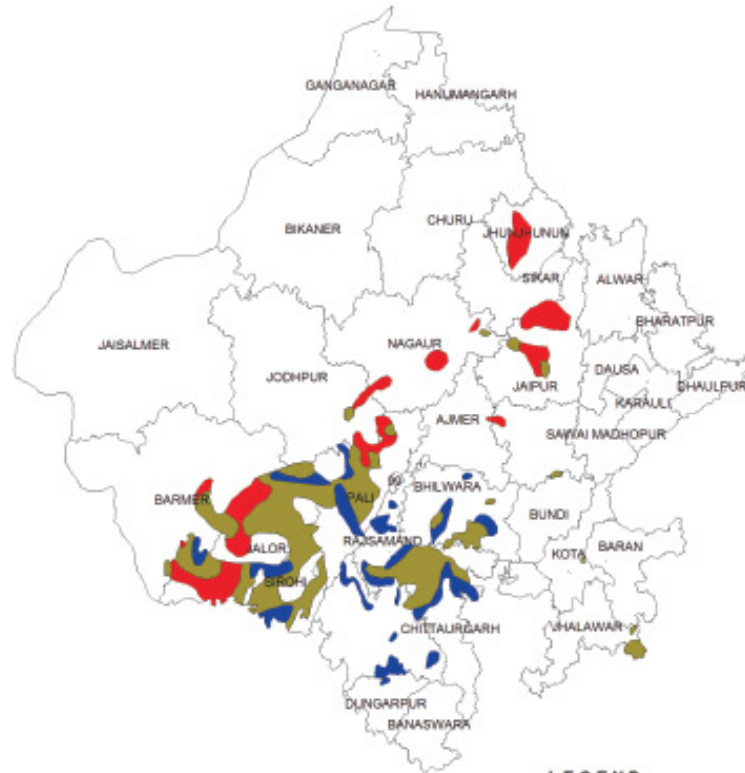 GANGANAGAR
HANUMANGARH
BIKANER
CHURU
JHUNJHUNUN
SIKAR
ALWAR
BHARATPUR
JAISALMER
NAGAUR
JODHPUR
JAIPUR
DAUSA
DHAULPUR
KARAULI
AJMER
SAWAI MADHOPUR
BARMER
PALI
BHILWARA
BUNDI
RAJSAMAND
JALOR
KOTA
BARAN
SIROHI
CHITTAURGARH
JHALAWAR
DUNGARPUR
BANASWARA